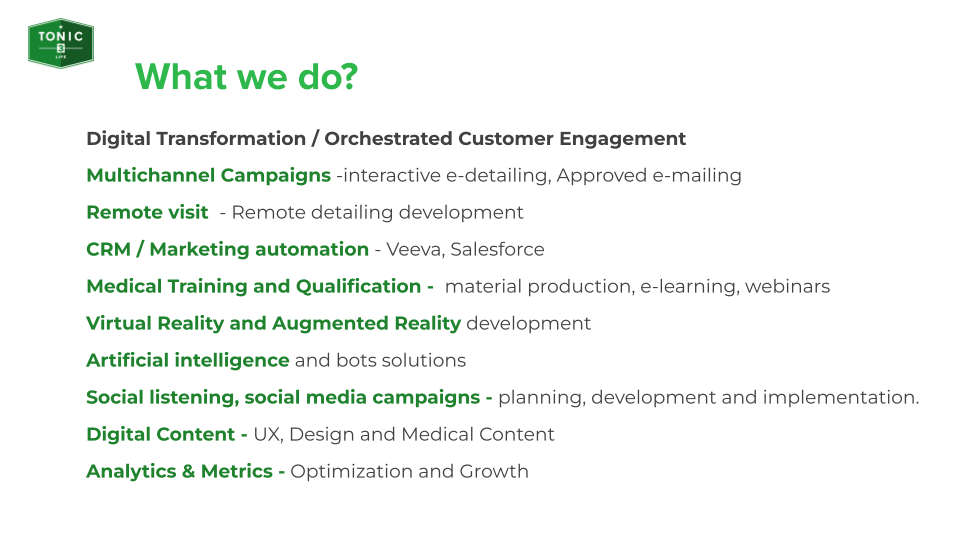 TONIC
3
LIFE
What we do?
Digital Transformation / Orchestrated Customer Engagement
Multichannel Campaigns -interactive e-detailing, Approved e-mailing
Remote visit  - Remote detailing development
CRM / Marketing automation - Veeva, Salesforce
Medical Training and Qualification -  material production, e-learning, webinars
Virtual Reality and Augmented Reality development
Artificial intelligence and bots solutions
Social listening, social media campaigns - planning, development and implementation.
Digital Content - UX, Design and Medical Content
Analytics & Metrics - Optimization and Growth